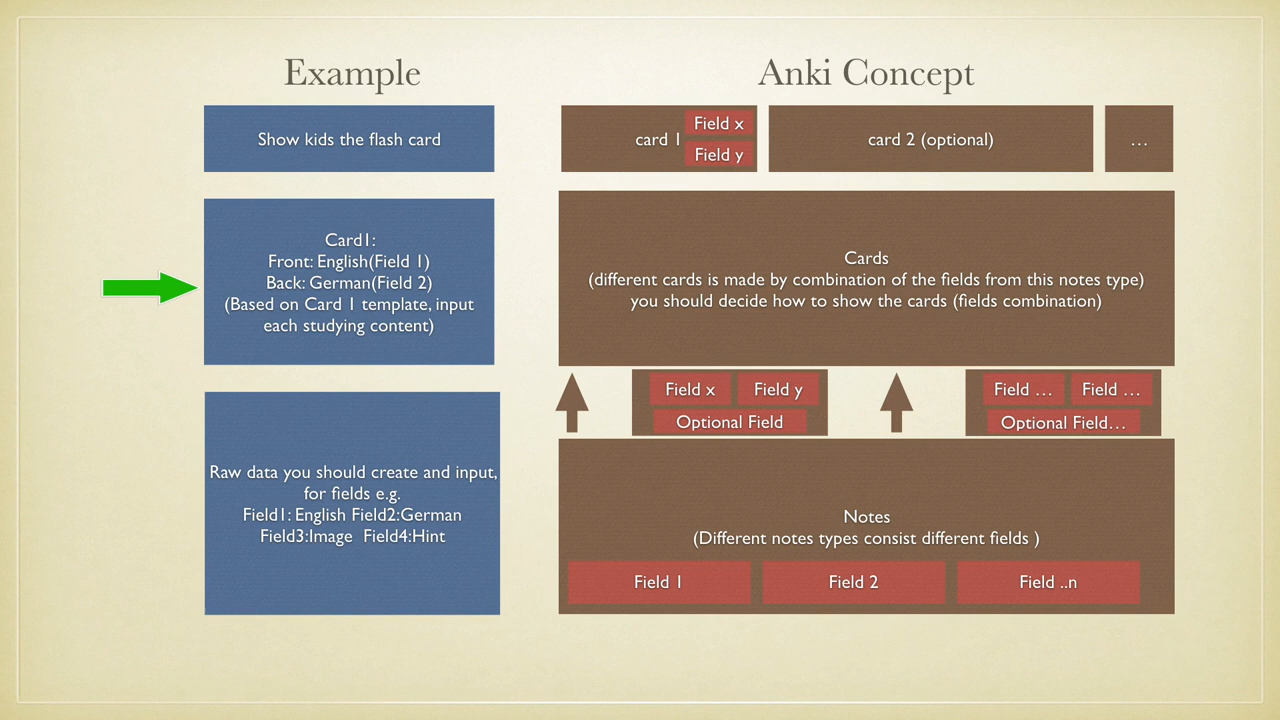 Example
Show kids the flash card
Card1:
Front: English(Field 1)
Back: German(Field 2)
(Based on Card 1 template, input
each studying content)
Raw data you should create and input,
for fields e.g.
Field1: English Field2:German
Field3:Image  Field4:Hint
Anki Concept
card 1
Field x
Field y
card 2 (optional)
…
Cards
(different cards is made by combination of the fields from this notes type)
you should decide how to show the cards (fields combination)
Field x
Field y
Optional Field
Field …
Field …
Optional Field…
Notes
(Different notes types consist different fields )
Field 1
Field 2
Field ..n